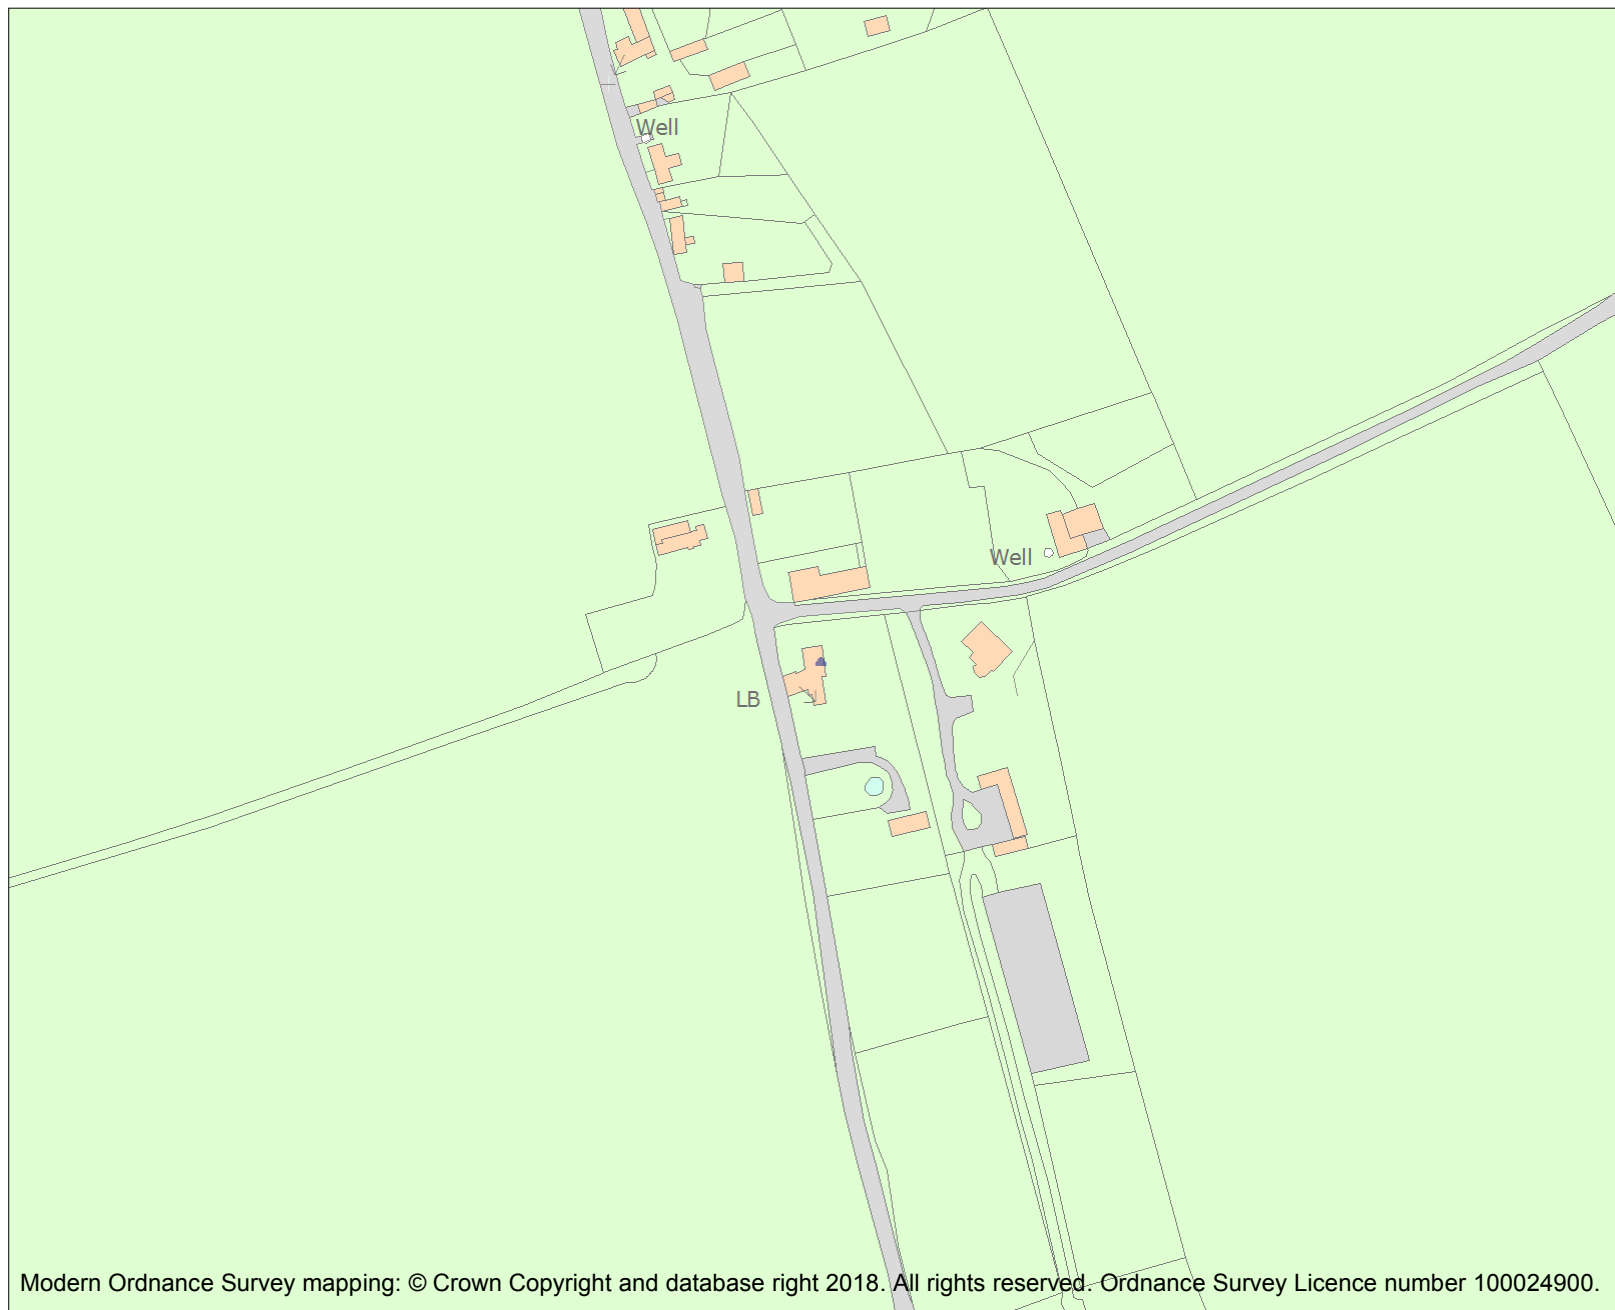 Well
Well
LB
Modern Ordnance Survey mapping: © Crown Copyright and database right 2018. All rights reserved. Ordnance Survey Licence number 100024900.